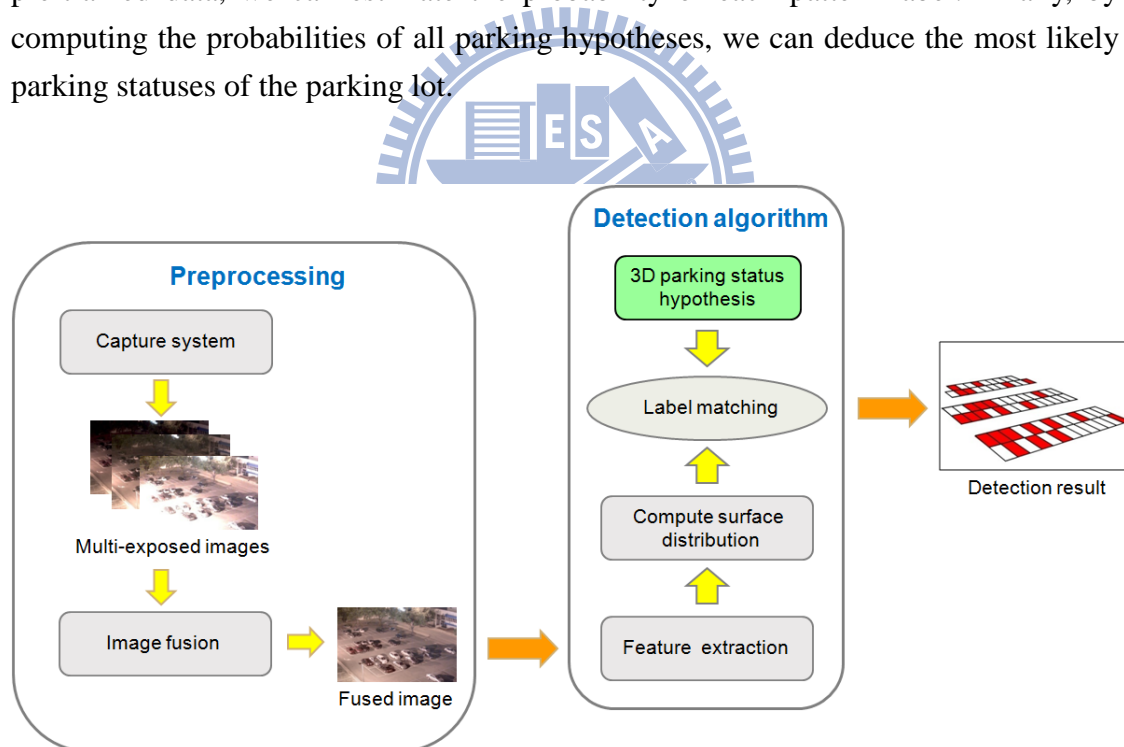 computing the probabilities of all parking hypotheses, we can deduce the most likely
parking statuses of the parking lot.
E S A
Preprocessing
Capture system
Multi-exposed images
Image fusion
Fused image
Detection algorithm
3D parking status
hypothesis
Label matching
Compute surface
distribution
Feature extraction
Detection result